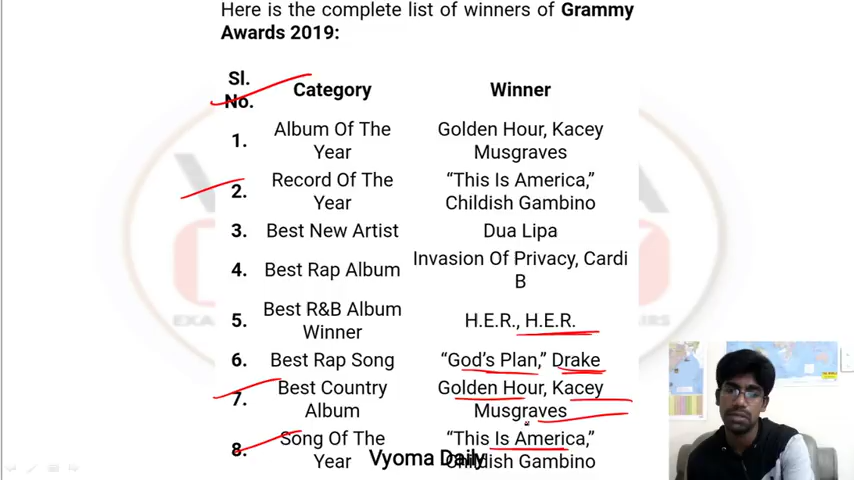 Here is the complete list of winners of Grammy
Awards 2019:
Sl.
No.
Category
Winner
1.
Album Of The
Year
Golden Hour, Kacey
Musgraves
2.
Record Of The
Year
“This Is America,”
Childish Gambino
3.
Best New Artist
Dua Lipa
4.
Best Rap Album
Invasion Of Privacy, Cardi
B
5.
Best R&B Album
Winner
H.E.R., H.E.R.
6.
Best Rap Song
“God’s Plan,” Drake
7.
Best Country
Album
Golden Hour, Kacey
Musgraves
8.
Song Of The
Year
“This Is America,”
Childish Gambino
Vyoma Daily